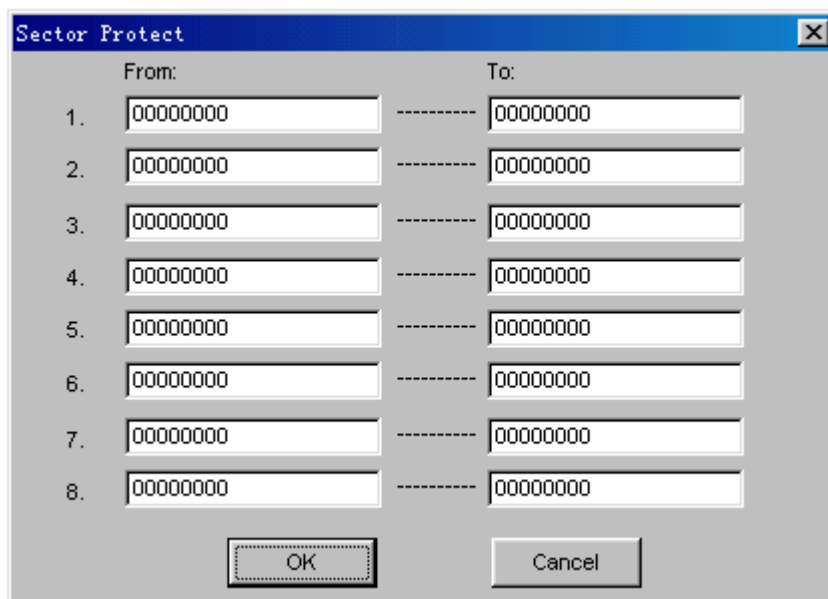 Sector Protect
From: To:
1. 00000000 ---------- 00000000
2. 00000000 ---------- 00000000
3. 00000000 ---------- 00000000
4. 00000000 ---------- 00000000
5. 00000000 ---------- 00000000
6. 00000000 ---------- 00000000
7. 00000000 ---------- 00000000
8. 00000000 ---------- 00000000
OK Cancel